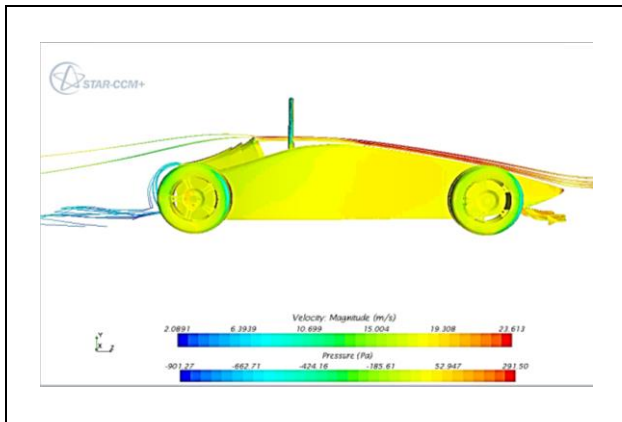 STAR-CCM+
Velocity: Magnitude (m/s)
2.0891 6.3939 10.699 15.004 19.308 23.613
Pressure (Pa)
-901.27 -662.71 -424.16 -185.61 52.947 291.50
Y
X Z